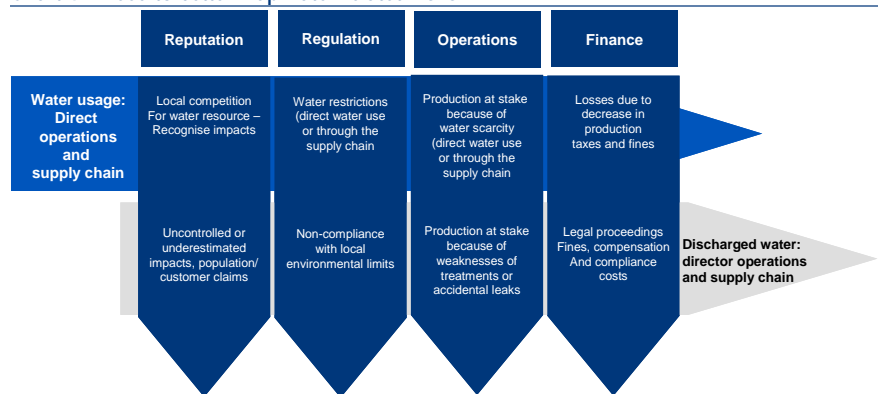 Reputation
Regulation
Operations
Finance
Water usage:
Direct
operations
and
supply chain
Local competition
For water resource –
Recognise impacts
Water restrictions
(direct water use
or through the
supply chain
Production at stake
because of
water scarcity
(direct water use
or through the
supply chain
Losses due to
decrease in
production
taxes and fines
Uncontrolled or
underestimated
impacts, population/
customer claims
Non-compliance
with local
environmental limits
Production at stake
because of
weaknesses of
treatments or
accidental leaks
Legal proceedings
Fines, compensation
And compliance
costs
Discharged water:
director operations
and supply chain